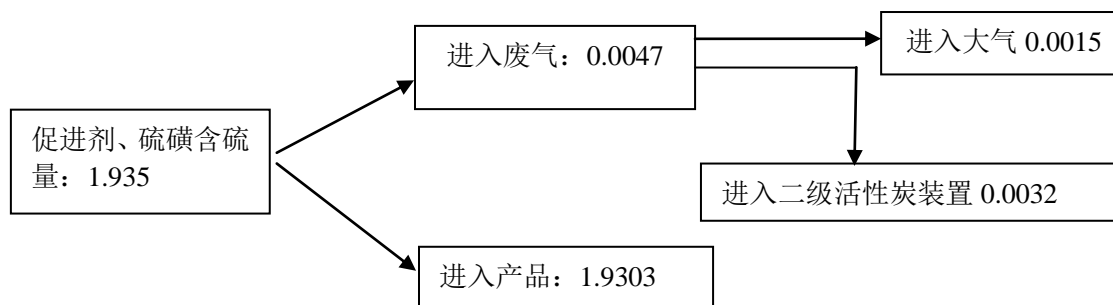 进入废气：0.0047
进入大气 0.0015
促进剂、硫磺含硫
量：1.935
进入二级活性炭装置 0.0032
进入产品：1.9303